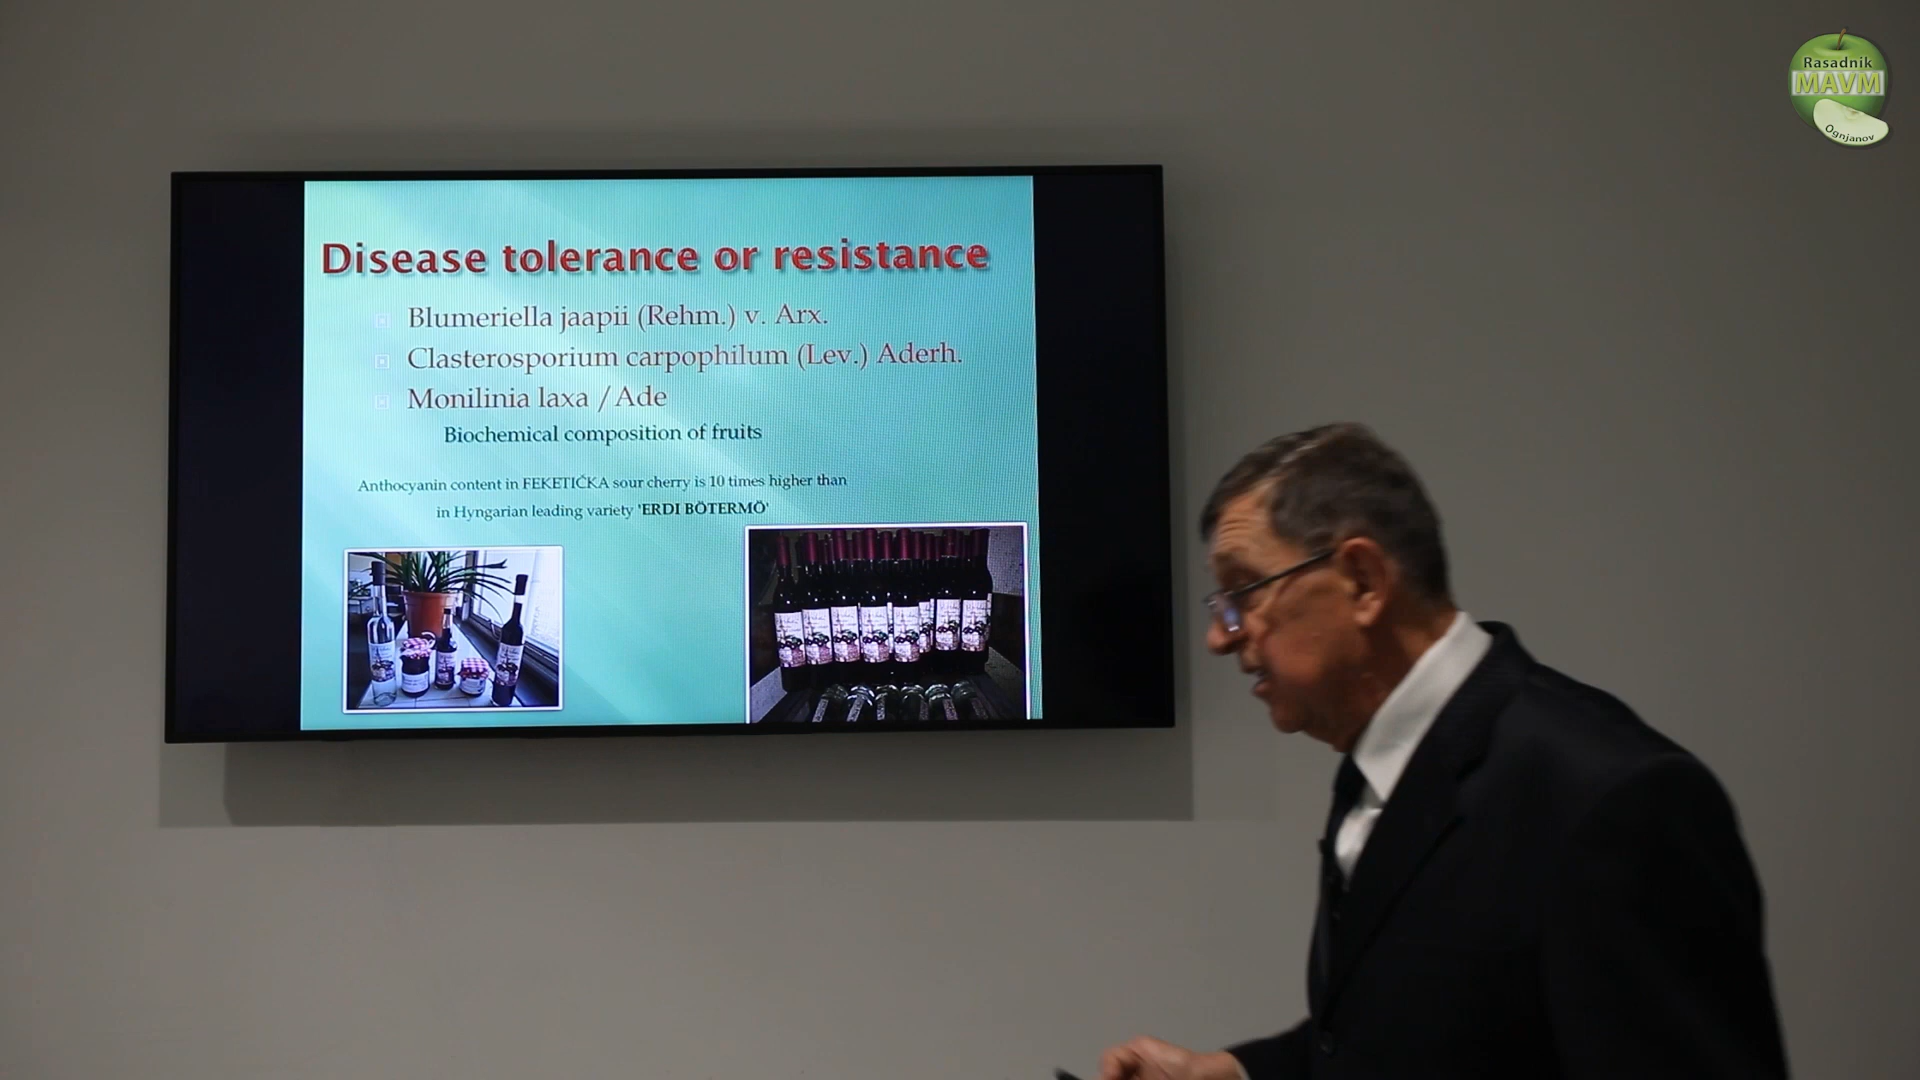 Disease tolerance or resistance
Blumeriella jaapii (Rehm.) v. Arx.
Clasterosporium carpophilum (Lev.) Aderh.
Monilinia laxa /Ade
Biochemical composition of fruits
Anthocyanin content in FEKETIĆKA sour cherry is 10 times higher than
in Hyngarian leading variety 'ERDI BÖTERMÖ'
Rasadnik
MAVM
Ognjanov